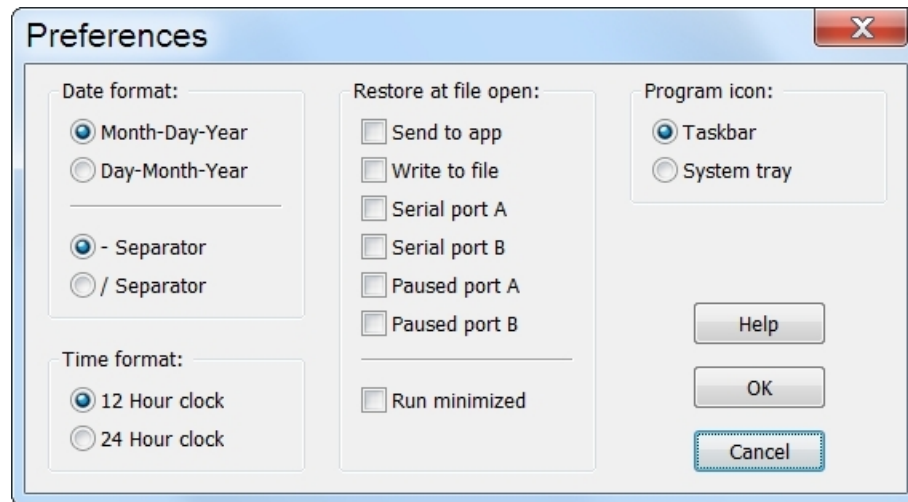 Preferences
Date format:
Month-Day-Year
Day-Month-Year
- Separator
/ Separator
Time format:
12 Hour clock
24 Hour clock
Restore at file open:
Send to app
Write to file
Serial port A
Serial port B
Paused port A
Paused port B
Run minimized
Program icon:
Taskbar
System tray
Help
OK
Cancel